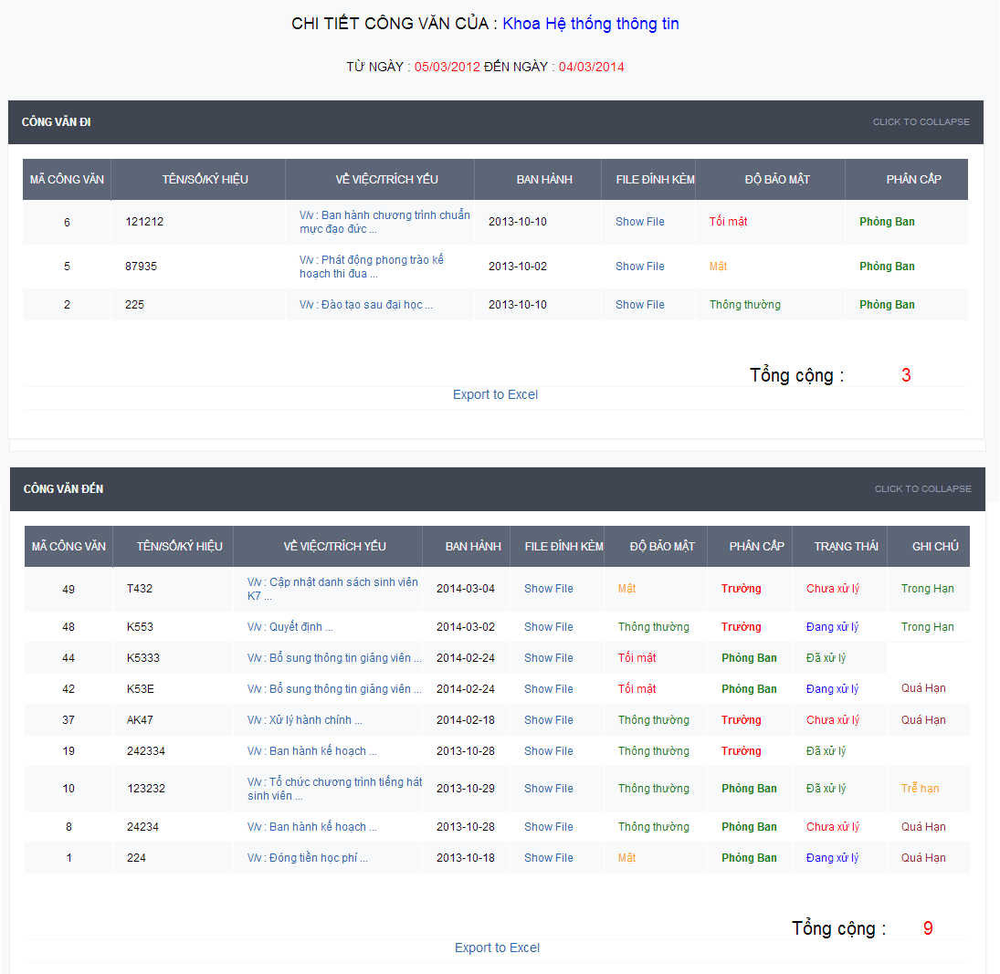 CHI TIẾT CÔNG VĂN CỦA : Khoa Hệ thống thông tin
TỪ NGÀY : 05/03/2012 ĐẾN NGÀY : 04/03/2014
CÔNG VĂN ĐI CLICK TO COLLAPSE
MÃ CÔNG VĂN TÊN/SỐ/KÝ HIỆU VỀ VIỆC/TRÍCH YẾU BAN HÀNH FILE ĐÍNH KÈM ĐỘ BẢO MẬT PHÂN CẤP
6 121212 V/v : Ban hành chương trình chuẩn mực đạo đức ... 2013-10-10 Show File Tối mật Phòng Ban
5 87935 V/v : Phát động phong trào kế hoạch thi đua ... 2013-10-02 Show File Mật Phòng Ban
2 225 V/v : Đào tạo sau đại học ... 2013-10-10 Show File Thông thường Phòng Ban
Tổng cộng : 3
Export to Excel
CÔNG VĂN ĐẾN CLICK TO COLLAPSE
MÃ CÔNG VĂN TÊN/SỐ/KÝ HIỆU VỀ VIỆC/TRÍCH YẾU BAN HÀNH FILE ĐÍNH KÈM ĐỘ BẢO MẬT PHÂN CẤP TRẠNG THÁI GHI CHÚ
49 T432 V/v : Cập nhật danh sách sinh viên K7 ... 2014-03-04 Show File Mật Trường Chưa xử lý Trong Hạn
48 K553 V/v : Quyết định ... 2014-03-02 Show File Thông thường Trường Đang xử lý Trong Hạn
44 K5333 V/v : Bổ sung thông tin giảng viên ... 2014-02-24 Show File Tối mật Phòng Ban Đã xử lý
42 K53E V/v : Bổ sung thông tin giảng viên ... 2014-02-24 Show File Tối mật Phòng Ban Đang xử lý Quá Hạn
37 AK47 V/v : Xử lý hành chính ... 2014-02-18 Show File Thông thường Trường Chưa xử lý Quá Hạn
19 242334 V/v : Ban hành kế hoạch ... 2013-10-28 Show File Thông thường Trường Đã xử lý
10 123232 V/v : Tổ chức chương trình tiếng hát sinh viên ... 2013-10-29 Show File Thông thường Phòng Ban Đã xử lý Trễ hạn
8 24234 V/v : Ban hành kế hoạch ... 2013-10-28 Show File Thông thường Phòng Ban Chưa xử lý Quá Hạn
1 224 V/v : Đóng tiền học phí ... 2013-10-18 Show File Mật Phòng Ban Đang xử lý Quá Hạn
Tổng cộng : 9
Export to Excel